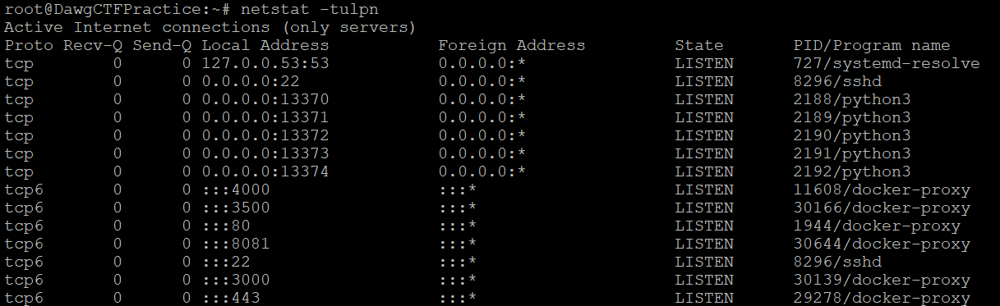 root@DawgCTFPractice:~# netstat -tulpn
Active Internet connections (only servers)
Proto Recv-Q Send-Q Local Address           Foreign Address         State       PID/Program name
tcp        0      0 127.0.0.53:53           0.0.0.0:*               LISTEN      727/systemd-resolve
tcp        0      0 0.0.0.0:22              0.0.0.0:*               LISTEN      8296/sshd
tcp        0      0 0.0.0.0:13370           0.0.0.0:*               LISTEN      2188/python3
tcp        0      0 0.0.0.0:13371           0.0.0.0:*               LISTEN      2189/python3
tcp        0      0 0.0.0.0:13372           0.0.0.0:*               LISTEN      2190/python3
tcp        0      0 0.0.0.0:13373           0.0.0.0:*               LISTEN      2191/python3
tcp        0      0 0.0.0.0:13374           0.0.0.0:*               LISTEN      2192/python3
tcp6       0      0 :::4000                 :::*                    LISTEN      11608/docker-proxy
tcp6       0      0 :::3500                 :::*                    LISTEN      30166/docker-proxy
tcp6       0      0 :::80                   :::*                    LISTEN      1944/docker-proxy
tcp6       0      0 :::8081                 :::*                    LISTEN      30644/docker-proxy
tcp6       0      0 :::22                   :::*                    LISTEN      8296/sshd
tcp6       0      0 :::3000                 :::*                    LISTEN      30139/docker-proxy
tcp6       0      0 :::443                  :::*                    LISTEN      29278/docker-proxy